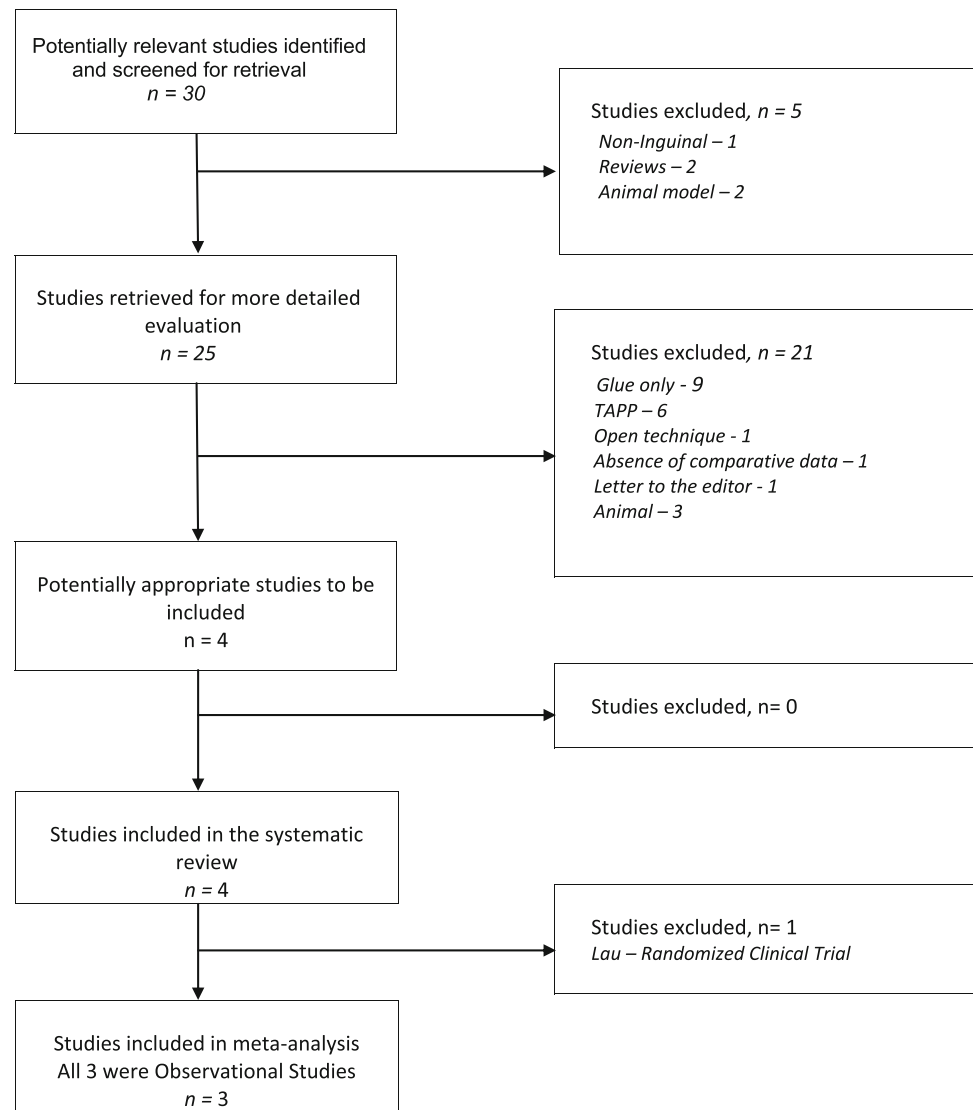 Potentially relevant studies identified
and screened for retrieval
n = 30
Studies excluded, n = 5
Non-Inguinal – 1
Reviews – 2
Animal model – 2
Studies retrieved for more detailed
evaluation
n = 25
Studies excluded, n = 21
Glue only - 9
TAPP – 6
Open technique - 1
Absence of comparative data – 1
Letter to the editor - 1
Animal – 3
Potentially appropriate studies to be
included
n = 4
Studies excluded, n= 0
Studies included in the systematic
review
n = 4
Studies excluded, n= 1
Lau – Randomized Clinical Trial
Studies included in meta-analysis
All 3 were Observational Studies
n = 3